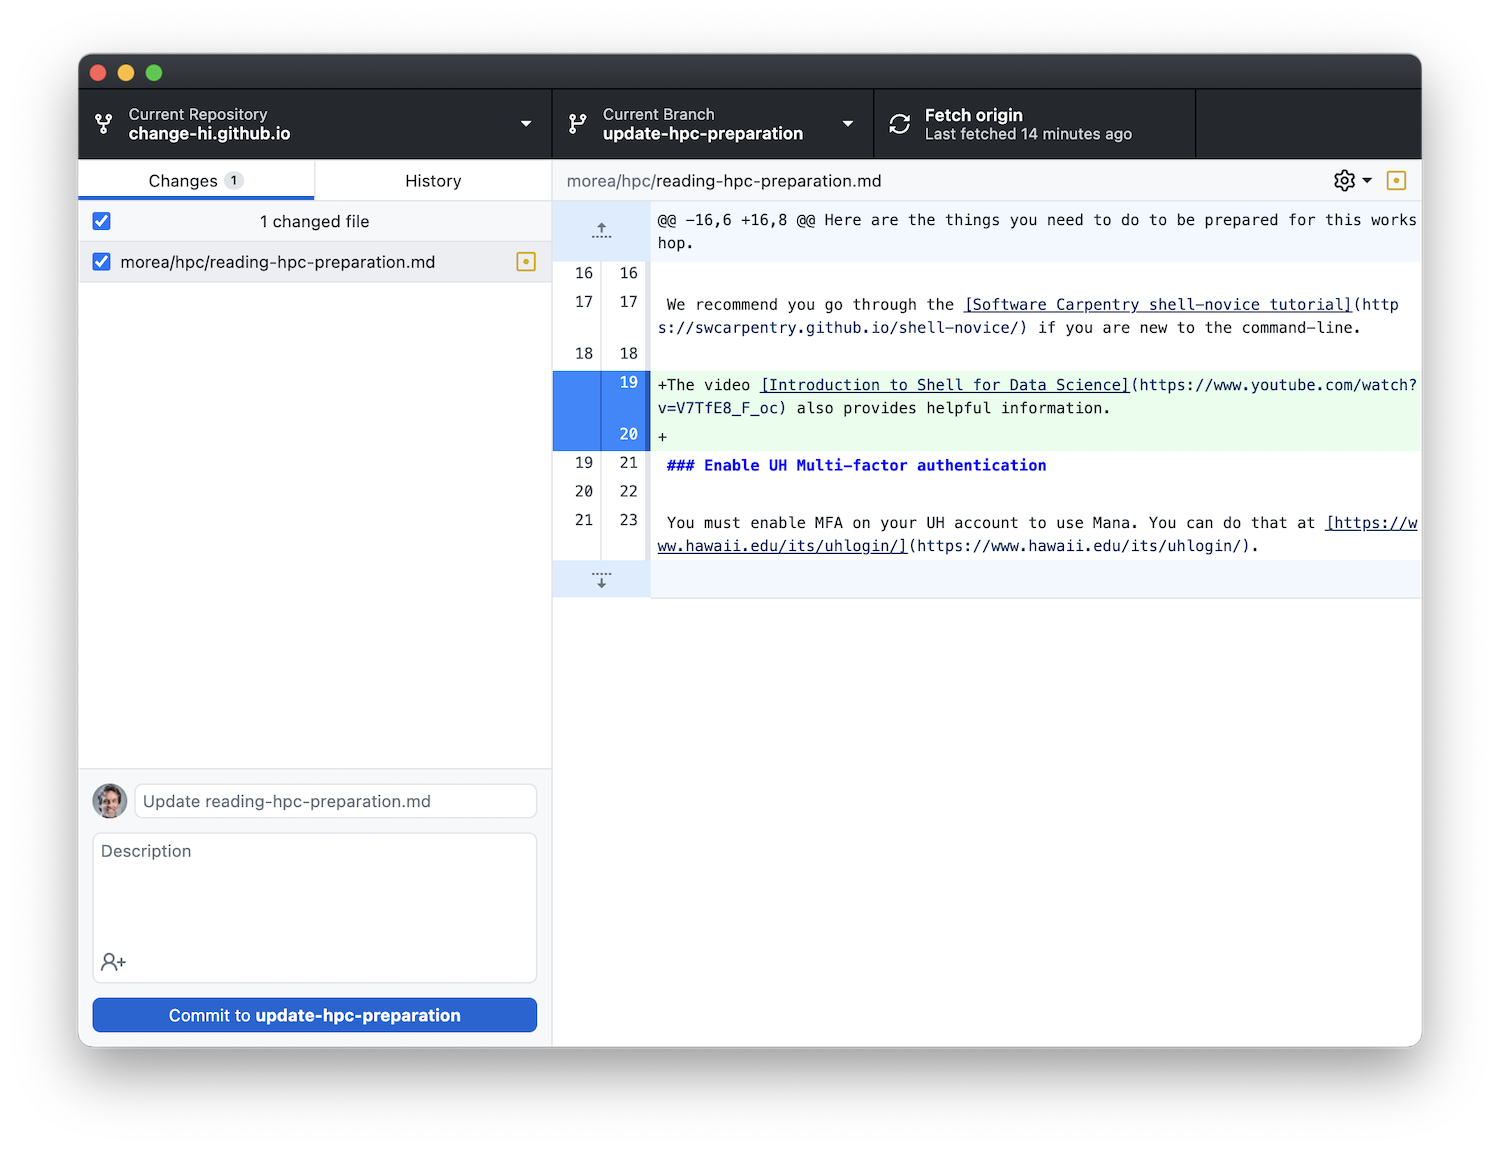 Current Repository
change-hi.github.io
Current Branch
update-hpc-preparation
Fetch origin
Last fetched 14 minutes ago
Changes 1
History
1 changed file
morea/hpc/reading-hpc-preparation.md
Update reading-hpc-preparation.md
Description
Commit to update-hpc-preparation
morea/hpc/reading-hpc-preparation.md
@@ -16,6 +16,8 @@ Here are the things you need to do to be prepared for this works
hop.
16 16
17 17 We recommend you go through the [Software Carpentry shell-novice tutorial](http
s://swcarpentry.github.io/shell-novice/) if you are new to the command-line.
18 18
19 +The video [Introduction to Shell for Data Science](https://www.youtube.com/watch?
v=V7TfE8_F_oc) also provides helpful information.
20 +
19 21 ### Enable UH Multi-factor authentication
20 22
21 23 You must enable MFA on your UH account to use Mana. You can do that at [https://w
ww.hawaii.edu/its/uhlogin/](https://www.hawaii.edu/its/uhlogin/).